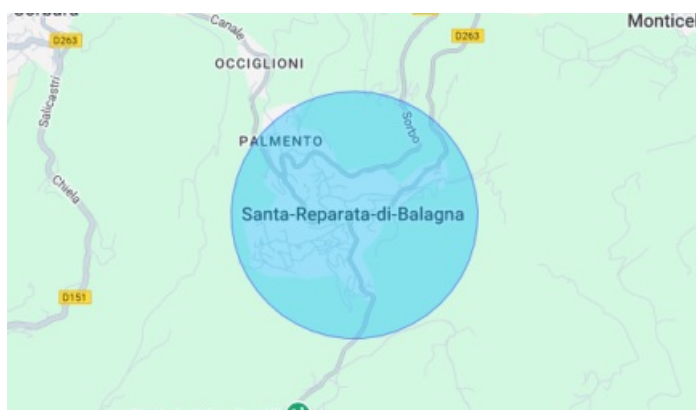 D263
Canale
D263
Monticel
OCCIGLIONI
Salicastri
Sorbo
PALMENTO
Chiela
Santa-Reparata-di-Balagna
D151